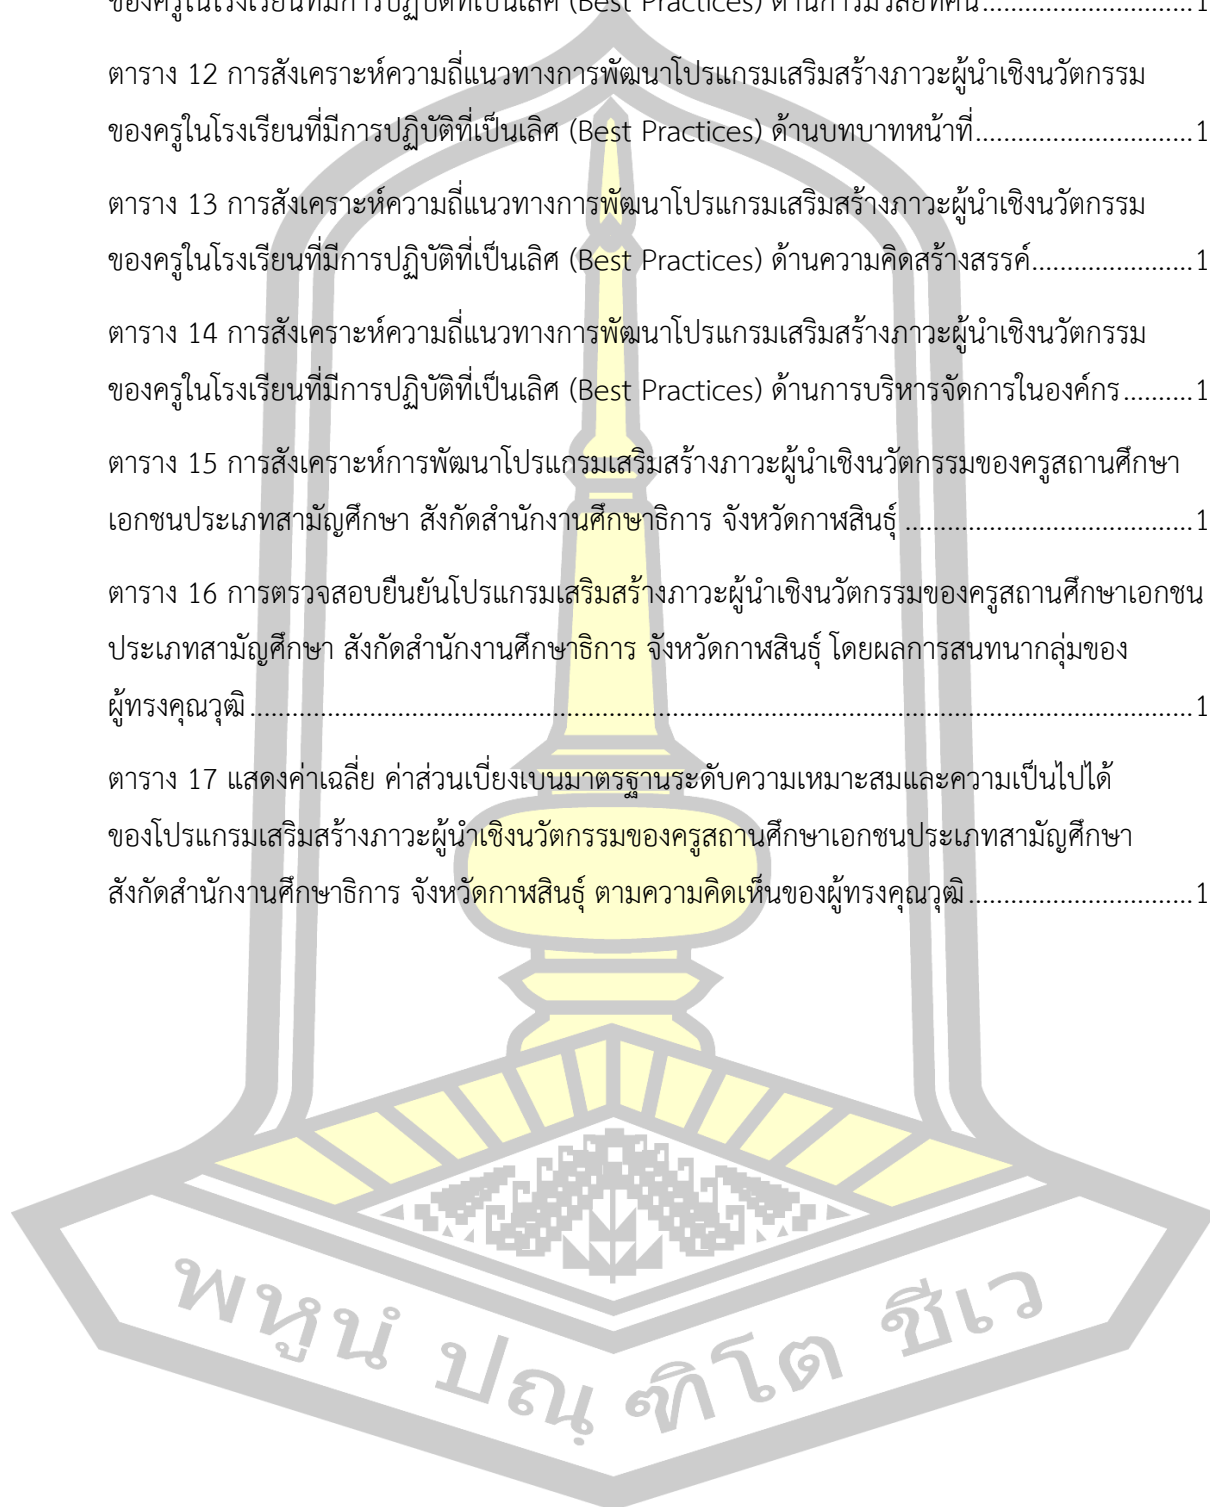 ของครูในโรงเรียนที่มีการปฏิบัติที่เป็นเลิศ (Best Practices) ด้านการมีวิสัยทัศน์..............................1
ตาราง 12 การสังเคราะห์ความถี่แนวทางการพัฒนาโปรแกรมเสริมสร้างภาวะผู้นำเชิงนวัตกรรม
ของครูในโรงเรียนที่มีการปฏิบัติที่เป็นเลิศ (Best Practices) ด้านบทบาทหน้าที่...............................1
ตาราง 13 การสังเคราะห์ความถี่แนวทางการพัฒนาโปรแกรมเสริมสร้างภาวะผู้นำเชิงนวัตกรรม
ของครูในโรงเรียนที่มีการปฏิบัติที่เป็นเลิศ (Best Practices) ด้านความคิดสร้างสรรค์.......................1
ตาราง 14 การสังเคราะห์ความถี่แนวทางการพัฒนาโปรแกรมเสริมสร้างภาวะผู้นำเชิงนวัตกรรม
ของครูในโรงเรียนที่มีการปฏิบัติที่เป็นเลิศ (Best Practices) ด้านการบริหารจัดการในองค์กร..........1
ตาราง 15 การสังเคราะห์การพัฒนาโปรแกรมเสริมสร้างภาวะผู้นำเชิงนวัตกรรมของครูสถานศึกษา
เอกชนประเภทสามัญศึกษา สังกัดสำนักงานศึกษาธิการ จังหวัดกาฬสินธุ์ .........................................1
ตาราง 16 การตรวจสอบยืนยันโปรแกรมเสริมสร้างภาวะผู้นำเชิงนวัตกรรมของครูสถานศึกษาเอกชน
ประเภทสามัญศึกษา สังกัดสำนักงานศึกษาธิการ จังหวัดกาฬสินธุ์ โดยผลการสนทนากลุ่มของ
ผู้ทรงคุณวุฒิ.......................................................................................................................................1
ตาราง 17 แสดงค่าเฉลี่ย ค่าส่วนเบี่ยงเบนมาตรฐานระดับความเหมาะสมและความเป็นไปได้
ของโปรแกรมเสริมสร้างภาวะผู้นำเชิงนวัตกรรมของครูสถานศึกษาเอกชนประเภทสามัญศึกษา
สังกัดสำนักงานศึกษาธิการ จังหวัดกาฬสินธุ์ ตามความคิดเห็นของผู้ทรงคุณวุฒิ................................1
พหูนํ ปณฺฑิโต ชีเว